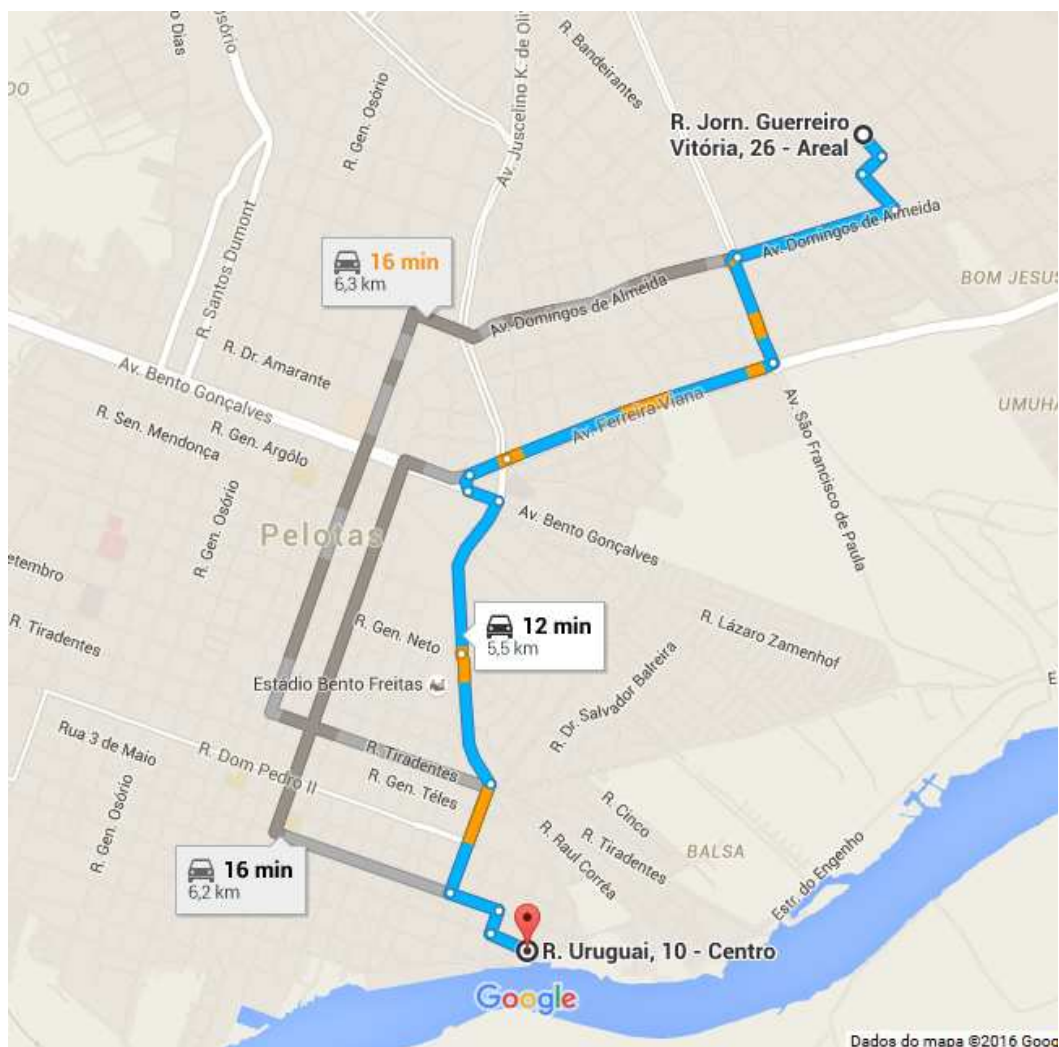 Dias
gsório
Av. Juscelino K. de Oli
R. Bandeirantes
R. Gen. Osório
R. Jorn. Guerreiro
Vitória, 26 - Areal
R. Santos Dumont
Av. Domingos de Almeida
16 min
6,3 km
Av. Domingos de Almeida
BOM JESUS
R. Dr. Amarante
Av. Bento Gonçalves
R. Sen. Mendonça
R. Gen. Argôlo
Av. Ferreira Viana
UMUHA
Av. São Francisco de Paula
R. Gen. Osório
Pelotas
Av. Bento Gonçalves
etembro
R. Tiradentes
R. Gen. Neto
12 min
5,5 km
R. Lázaro Zamenhof
Estádio Bento Freitas
R. Dr. Salvador Balreira
E
Rua 3 de Maio
R. Dom Pedro II
R. Tiradentes
R. Gen. Téles
R. Gen. Osório
R. Cinco
R. Tiradentes
R. Raul Corrêa
BALSA
Estr. do Engenho
16 min
6,2 km
R. Uruguai, 10 - Centro
Google
Dados do mapa ©2016 Goog